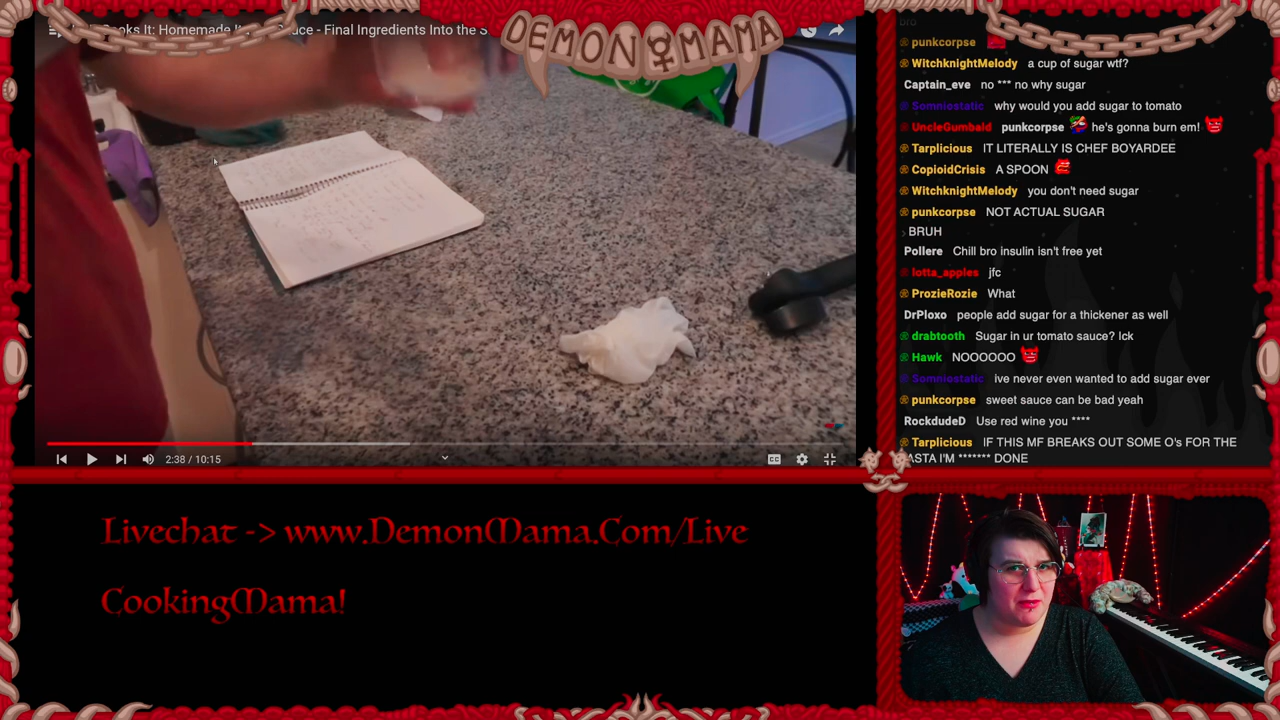 ooks It: Homemade
uce - Final Ingredients Into the S
DEMON MAMA
2:38 / 10:15
CC
bro
punkcorpse
WitchknightMelody a cup of sugar wtf?
Captain_eve no *** no why sugar
Somniostatic why would you add sugar to tomato
UncleGumbald punkcorpse he's gonna burn em!
Tarplicious IT LITERALLY IS CHEF BOYARDEE
CopioidCrisis A SPOON
WitchknightMelody you don't need sugar
punkcorpse NOT ACTUAL SUGAR
> BRUH
Pollere Chill bro insulin isn't free yet
lotta_apples jfc
ProzieRozie What
DrPloxo people add sugar for a thickener as well
drabtooth Sugar in ur tomato sauce? Ick
Hawk NOOOOOO
Somniostatic ive never even wanted to add sugar ever
punkcorpse sweet sauce can be bad yeah
RockdudeD Use red wine you ****
Tarplicious IF THIS MF BREAKS OUT SOME O's FOR THE
ASTA I'M ******* DONE
Livechat -> www.DemonMama.Com/Live
CookingMama!